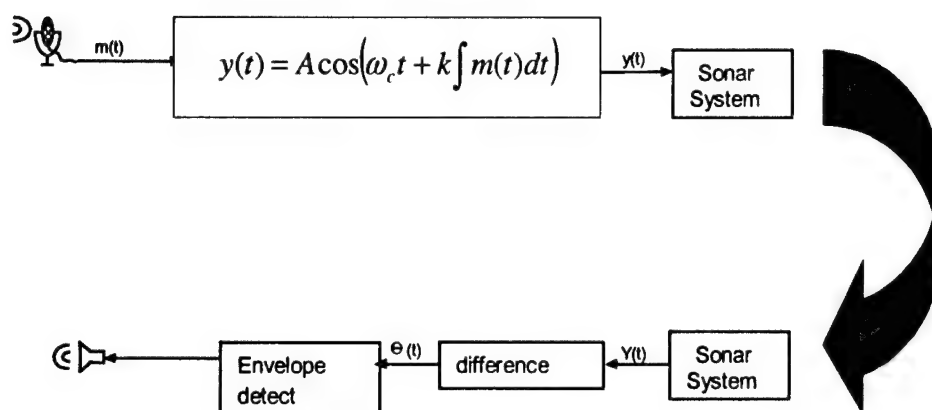 m(t)
y(t) = A cos(ω_c t + k∫m(t)dt)
y(t)
Sonar
System
Envelope
detect
Θ(t)
difference
Y(t)
Sonar
System